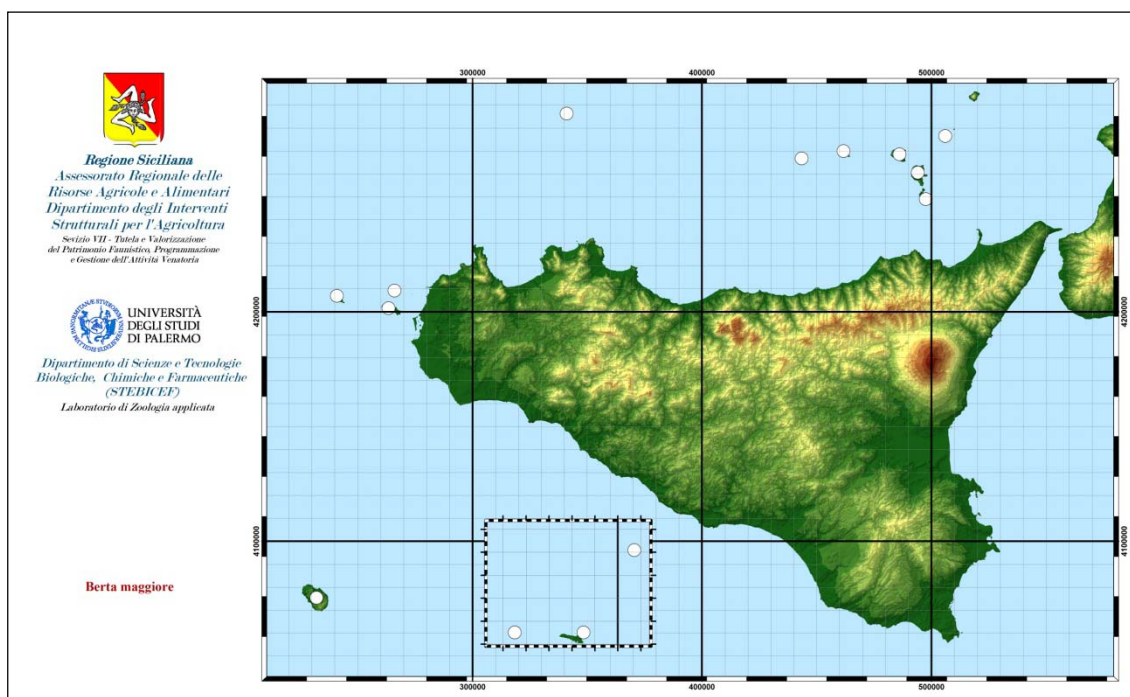 Regione Siciliana
Assessorato Regionale delle
Risorse Agricole e Alimentari
Dipartimento degli Interventi
Strutturali per l'Agricoltura
Sevizio VII - Tutela e Valorizzazione
del Patrimonio Faunistico, Programmazione
e Gestione dell'Attività Venatoria
UNIVERSITÀ
DEGLI STUDI
DI PALERMO
Dipartimento di Scienze e Tecnologie
Biologiche, Chimiche e Farmaceutiche
(STEBICEF)
Laboratorio di Zoologia applicata
Berta maggiore
300000 400000 500000
4200000 4200000
4100000 4100000
300000 400000 500000